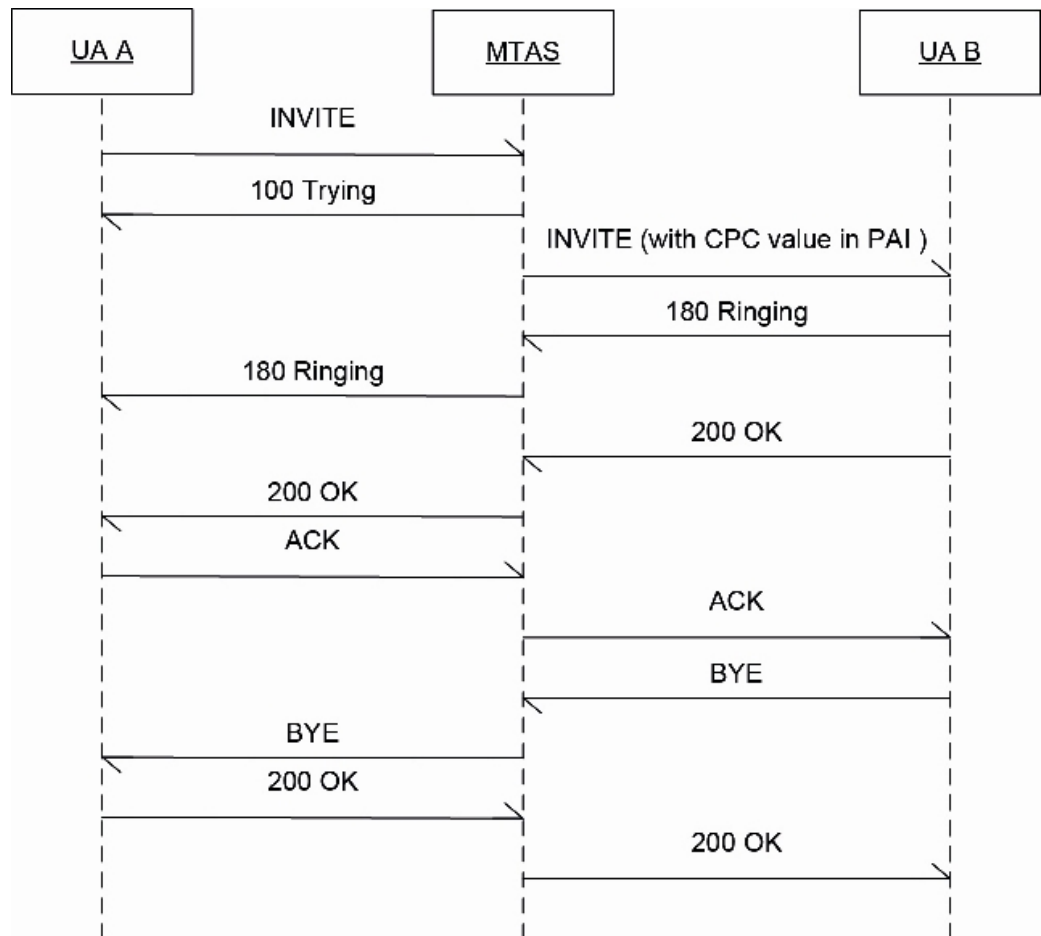 UA A
MTAS
UA B
INVITE
100 Trying
INVITE (with CPC value in PAI )
180 Ringing
180 Ringing
200 OK
200 OK
ACK
ACK
BYE
BYE
200 OK
200 OK